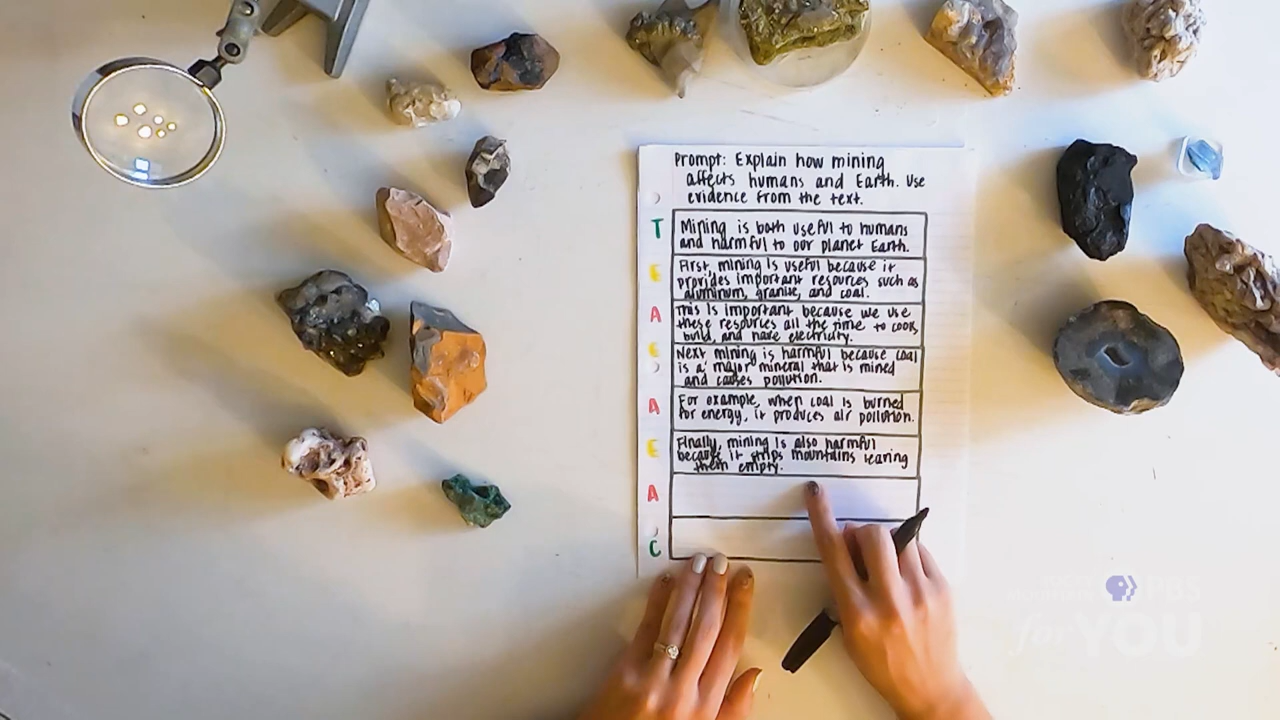 Prompt: Explain how mining
affects humans and Earth. Use
evidence from the text.
T
Mining is both useful to humans
and harmful to our planet Earth.
E
First, mining is useful because it
provides important resources such as
aluminum, granite, and coal.
A
This is important because we use
these resources all the time to cook,
build, and have electricity.
E
Next mining is harmful because coal
is a major mineral that is mined
and causes pollution.
A
For example, when coal is burned
for energy, it produces air pollution.
E
Finally, mining is also harmful
because it strips mountains leaving
them empty.
A
C
ROCKY
MOUNTAIN PBS
for YOU